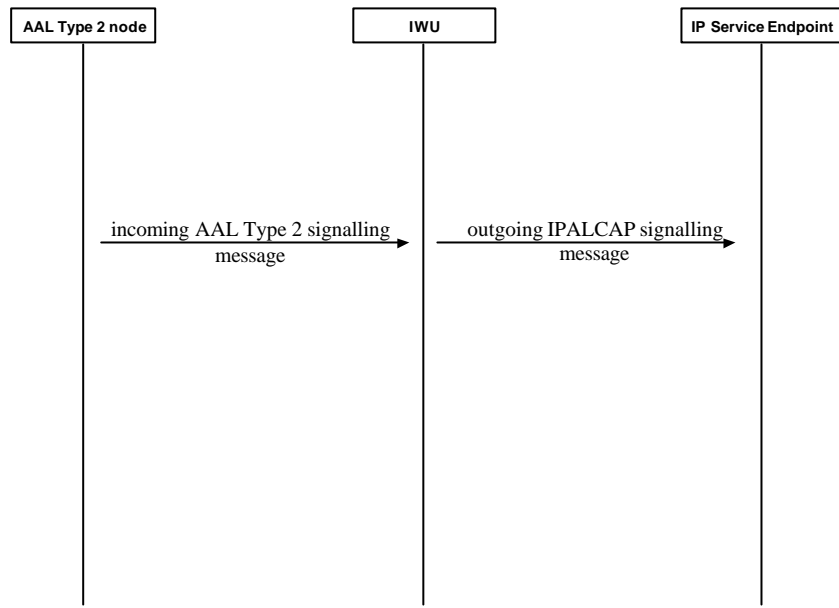 AAL Type 2 node
IWU
IP Service Endpoint
incoming AAL Type 2 signalling
message
outgoing IPALCAP signalling
message